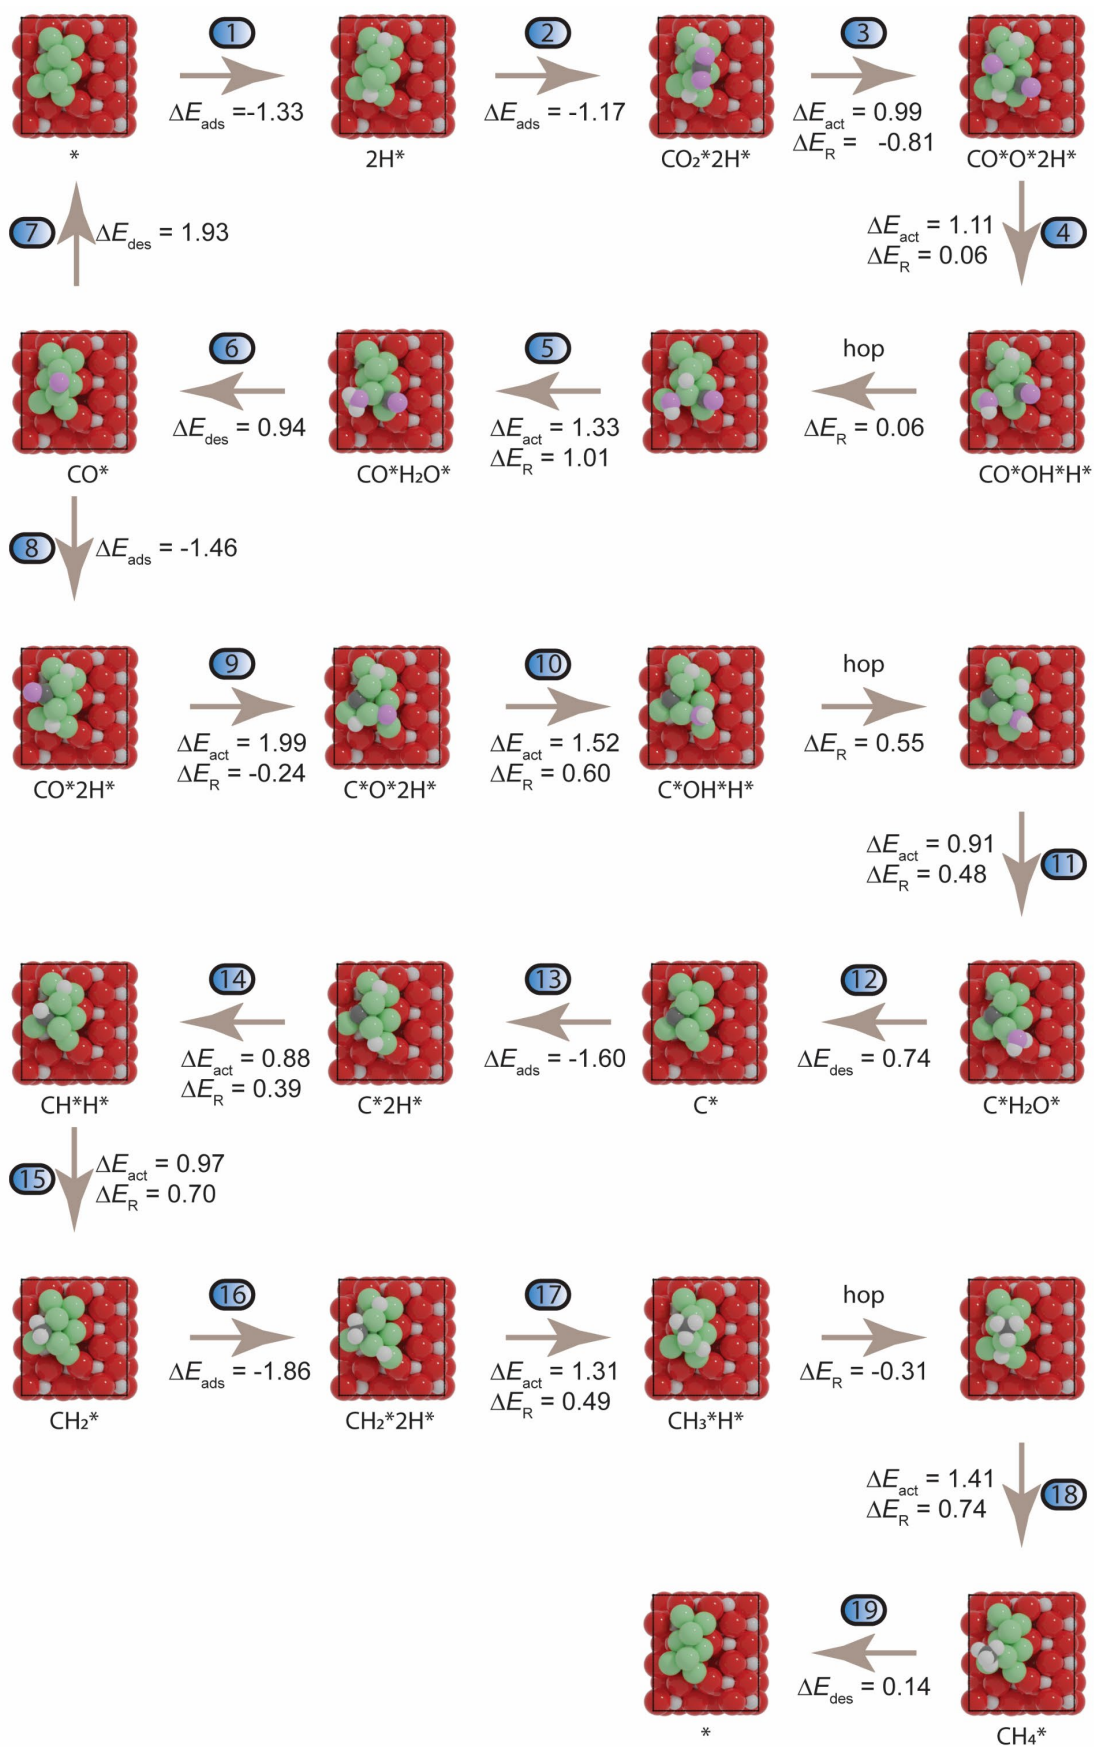 1
2
3
ΔEads =-1.33
ΔEads = -1.17
ΔEact = 0.99
ΔER = -0.81
*
2H*
CO₂*2H*
CO*O*2H*
7
ΔEdes = 1.93
ΔEact = 1.11
ΔER = 0.06
4
6
5
hop
ΔEdes = 0.94
ΔEact = 1.33
ΔER = 1.01
ΔER = 0.06
CO*
CO*H₂O*
CO*OH*H*
8
ΔEads = -1.46
9
10
hop
ΔEact = 1.99
ΔER = -0.24
ΔEact = 1.52
ΔER = 0.60
ΔER = 0.55
CO*2H*
C*O*2H*
C*OH*H*
ΔEact = 0.91
ΔER = 0.48
11
14
13
12
ΔEact = 0.88
ΔER = 0.39
ΔEads = -1.60
ΔEdes = 0.74
CH*H*
C*2H*
C*
C*H₂O*
15
ΔEact = 0.97
ΔER = 0.70
16
17
hop
ΔEads = -1.86
ΔEact = 1.31
ΔER = 0.49
ΔER = -0.31
CH₂*
CH₂*2H*
CH₃*H*
ΔEact = 1.41
ΔER = 0.74
18
19
ΔEdes = 0.14
*
CH₄*